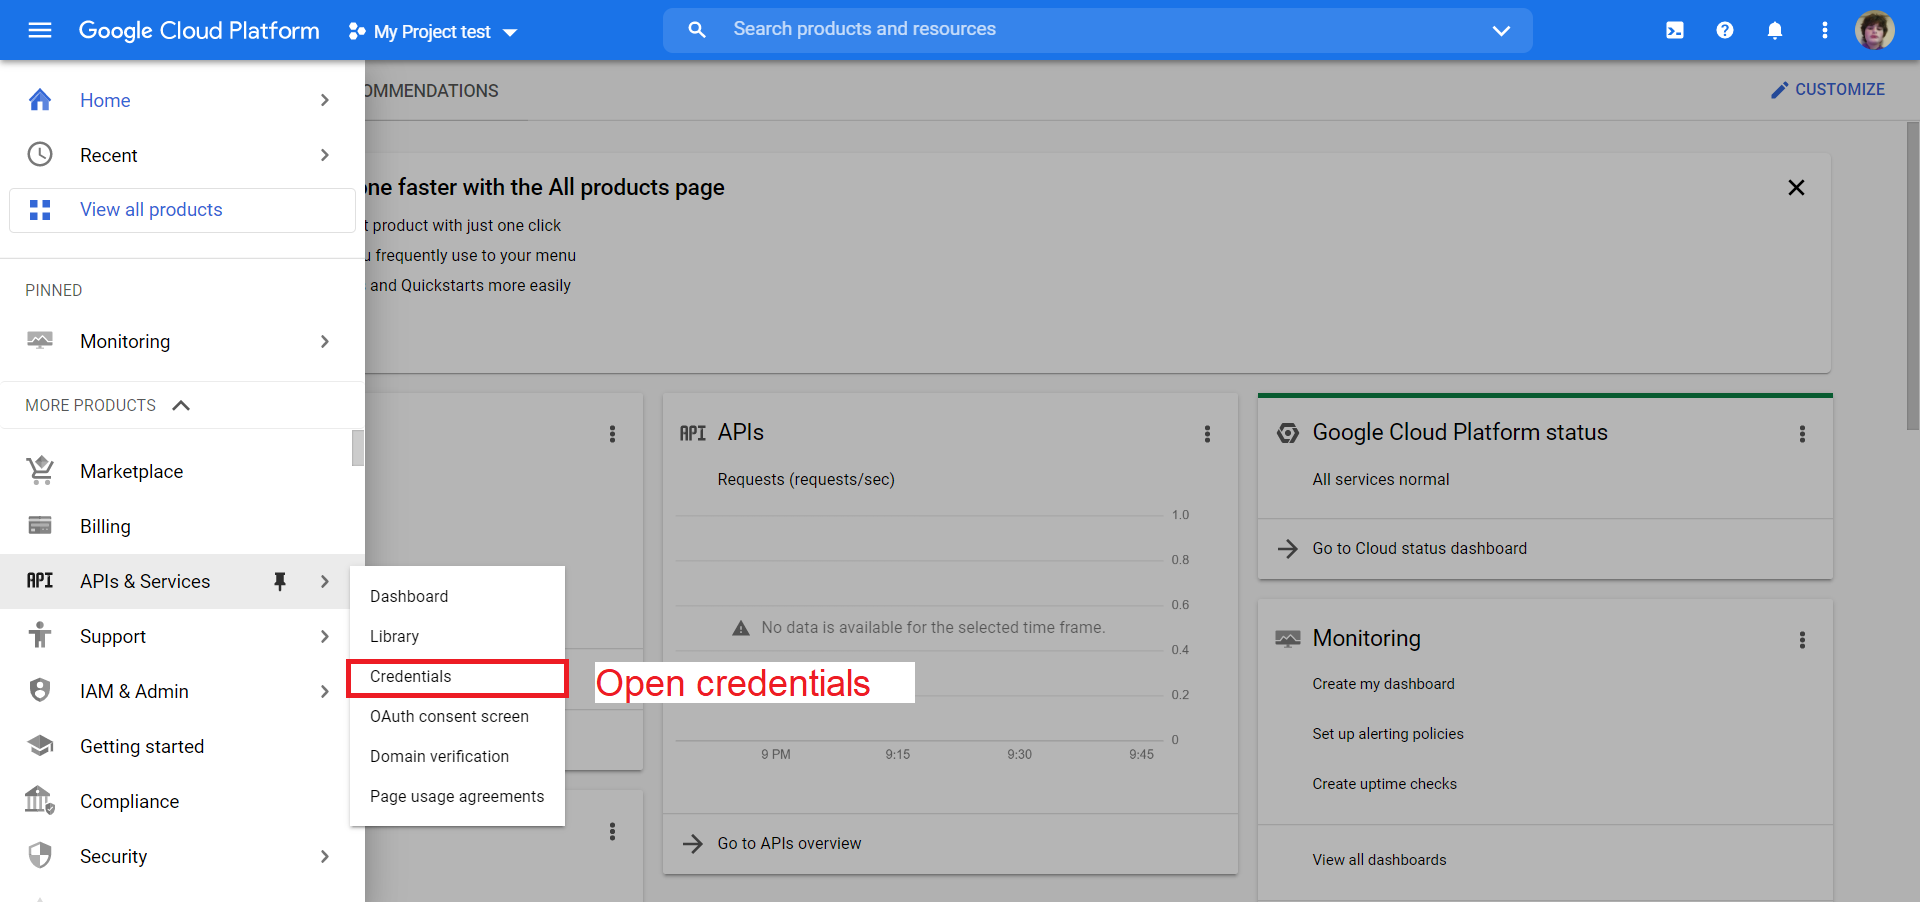 Google Cloud Platform
My Project test
Search products and resources
Home
Recent
View all products
PINNED
Monitoring
MORE PRODUCTS
Marketplace
Billing
API APIs & Services
Support
IAM & Admin
Getting started
Compliance
Security
Dashboard
Library
Credentials
OAuth consent screen
Domain verification
Page usage agreements
Open credentials
OMMENDATIONS
CUSTOMIZE
ne faster with the All products page
t product with just one click
u frequently use to your menu
and Quickstarts more easily
API APIs
Requests (requests/sec)
1.0
0.8
0.6
No data is available for the selected time frame.
0.4
0.2
0
9 PM 9:15 9:30 9:45
Go to APIs overview
Google Cloud Platform status
All services normal
Go to Cloud status dashboard
Monitoring
Create my dashboard
Set up alerting policies
Create uptime checks
View all dashboards